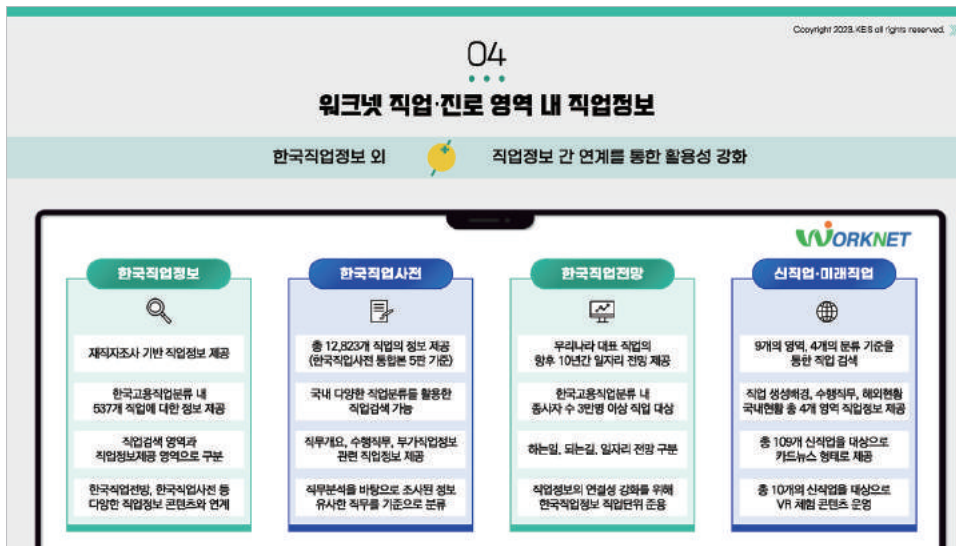 Copyright 2023.KEIS all rights reserved.
04
워크넷 직업·진로 영역 내 직업정보
한국직업정보 외
직업정보 간 연계를 통한 활용성 강화
WORKNET
한국직업정보
재직자조사 기반 직업정보 제공
한국고용직업분류 내
537개 직업에 대한 정보 제공
직업검색 영역과
직업정보제공 영역으로 구분
한국직업전망, 한국직업사전 등
다양한 직업정보 콘텐츠와 연계
한국직업사전
총 12,823개 직업의 정보 제공
(한국직업사전 통합본 5판 기준)
국내 다양한 직업분류를 활용한
직업검색 가능
직무개요, 수행직무, 부가직업정보
관련 직업정보 제공
직무분석을 바탕으로 조사된 정보
유사한 직무를 기준으로 분류
한국직업전망
우리나라 대표 직업의
향후 10년간 일자리 전망 제공
한국고용직업분류 내
종사자 수 3만명 이상 직업 대상
하는일, 되는길, 일자리 전망 구분
직업정보의 연결성 강화를 위해
한국직업정보 직업단위 준용
신직업·미래직업
9개의 영역, 4개의 분류 기준을
통한 직업 검색
직업 생성배경, 수행직무, 해외현황
국내현황 총 4개 영역 직업정보 제공
총 109개 신직업을 대상으로
카드뉴스 형태로 제공
총 10개의 신직업을 대상으로
VR 체험 콘텐츠 운영